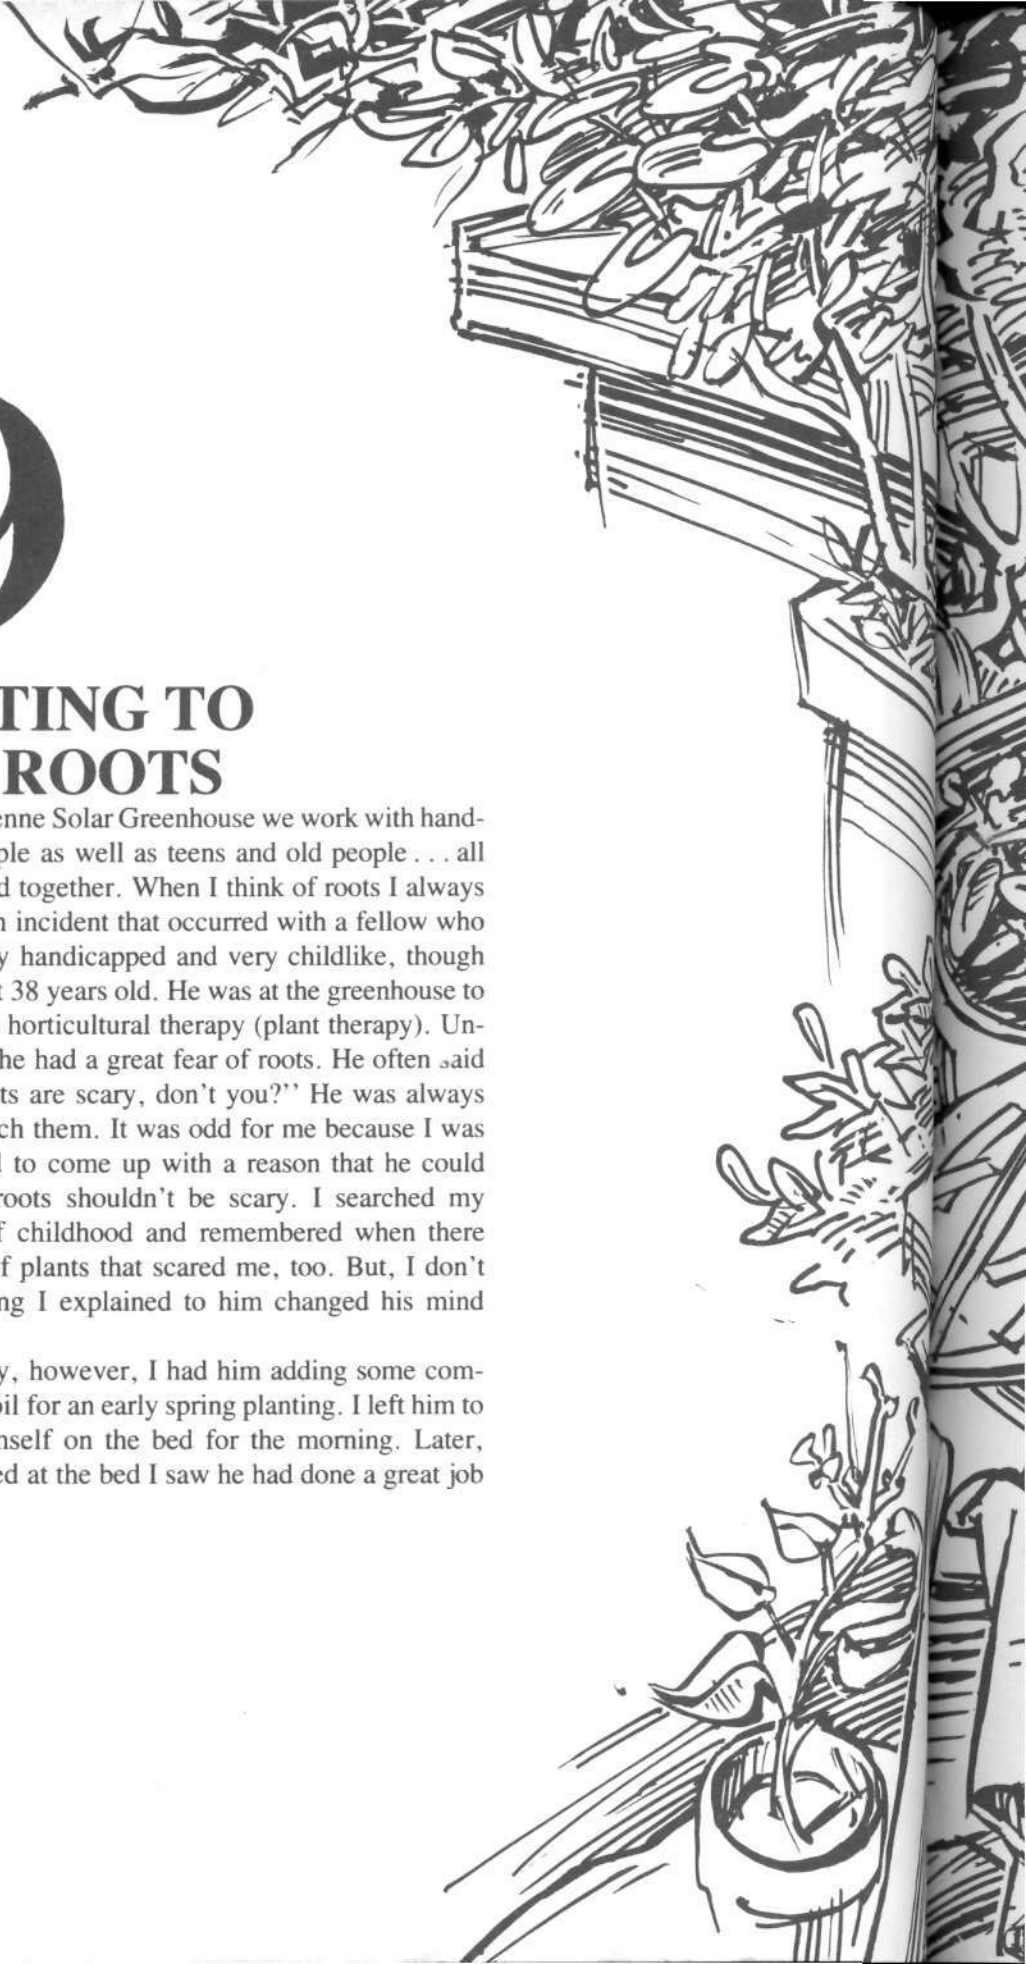 9
TING TO
ROOTS
enne Solar Greenhouse we work with hand-
ple as well as teens and old people . . . all
d together. When I think of roots I always
n incident that occurred with a fellow who
y handicapped and very childlike, though
t 38 years old. He was at the greenhouse to
horticultural therapy (plant therapy). Un-
he had a great fear of roots. He often said
ts are scary, don't you?'' He was always
ch them. It was odd for me because I was
l to come up with a reason that he could
roots shouldn't be scary. I searched my
f childhood and remembered when there
f plants that scared me, too. But, I don't
ng I explained to him changed his mind
y, however, I had him adding some com-
oil for an early spring planting. I left him to
mself on the bed for the morning. Later,
ed at the bed I saw he had done a great job